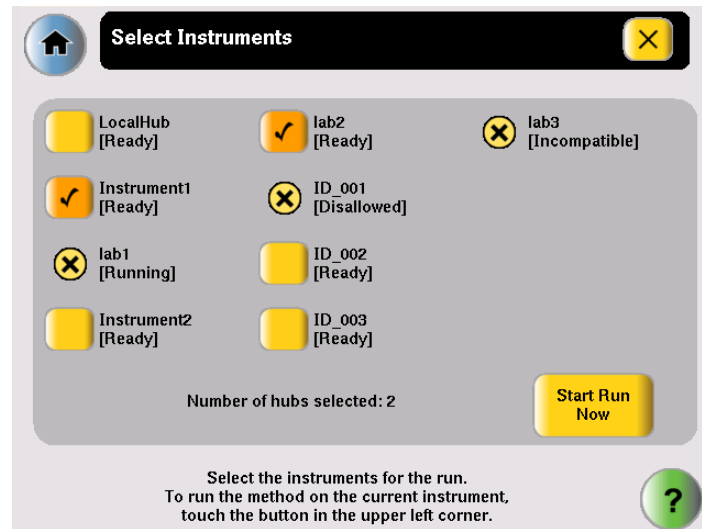 Select Instruments
LocalHub
[Ready]
Instrument1
[Ready]
lab1
[Running]
Instrument2
[Ready]
lab2
[Ready]
ID_001
[Disallowed]
ID_002
[Ready]
ID_003
[Ready]
lab3
[Incompatible]
Number of hubs selected: 2
Start Run
Now
Select the instruments for the run.
To run the method on the current instrument,
touch the button in the upper left corner.
?